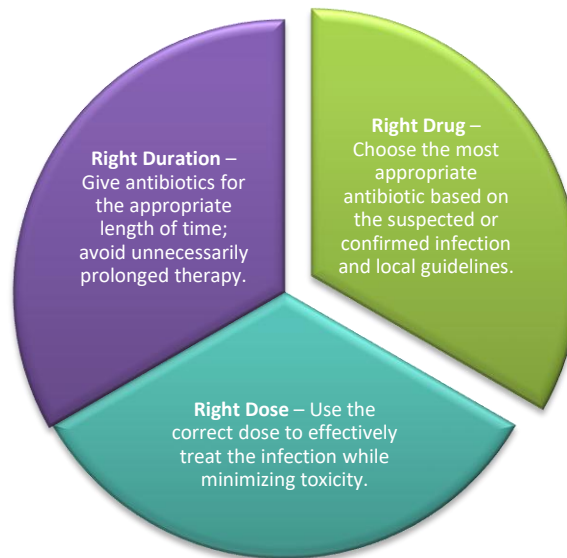 Right Drug –
Choose the most
appropriate
antibiotic based on
the suspected or
confirmed infection
and local guidelines.
Right Dose – Use the
correct dose to effectively
treat the infection while
minimizing toxicity.
Right Duration –
Give antibiotics for
the appropriate
length of time;
avoid unnecessarily
prolonged therapy.